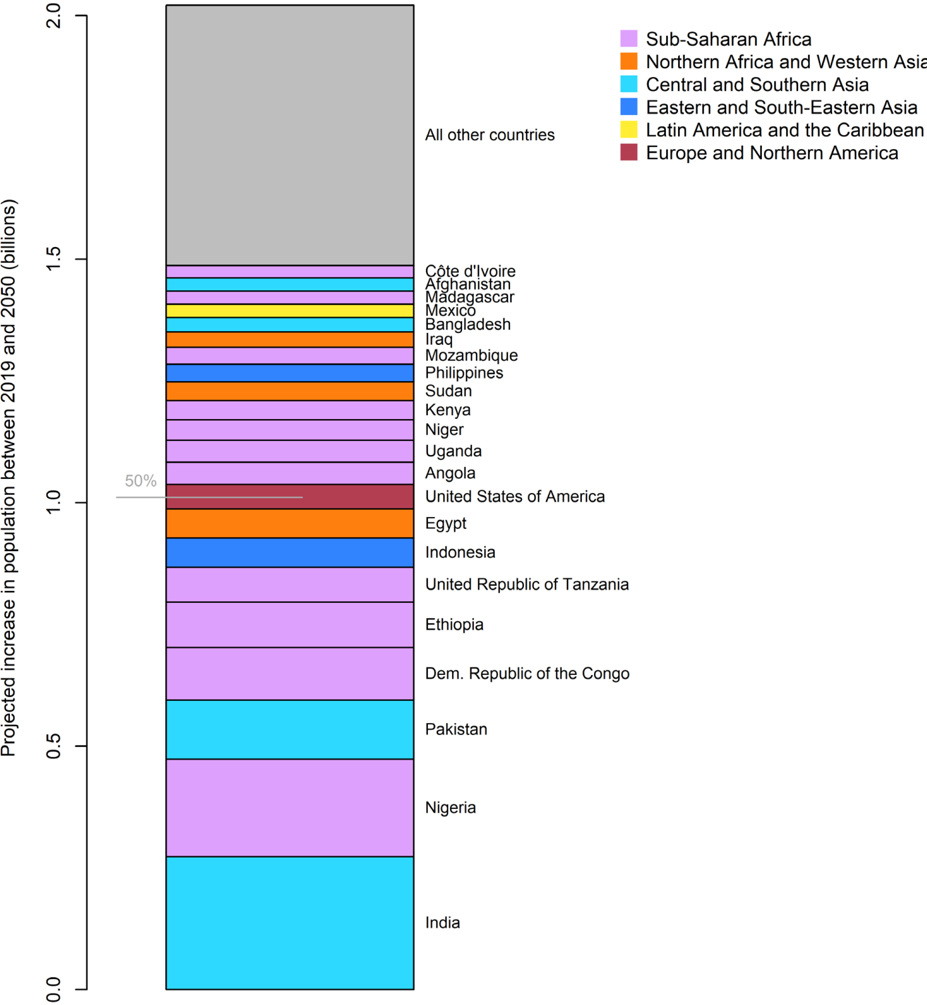 Projected increase in population between 2019 and 2050 (billions)
2.0
1.5
1.0
0.5
0.0
50%
Sub-Saharan Africa
Northern Africa and Western Asia
Central and Southern Asia
Eastern and South-Eastern Asia
Latin America and the Caribbean
Europe and Northern America
All other countries
Côte d'Ivoire
Afghanistan
Madagascar
Mexico
Bangladesh
Iraq
Mozambique
Philippines
Sudan
Kenya
Niger
Uganda
Angola
United States of America
Egypt
Indonesia
United Republic of Tanzania
Ethiopia
Dem. Republic of the Congo
Pakistan
Nigeria
India